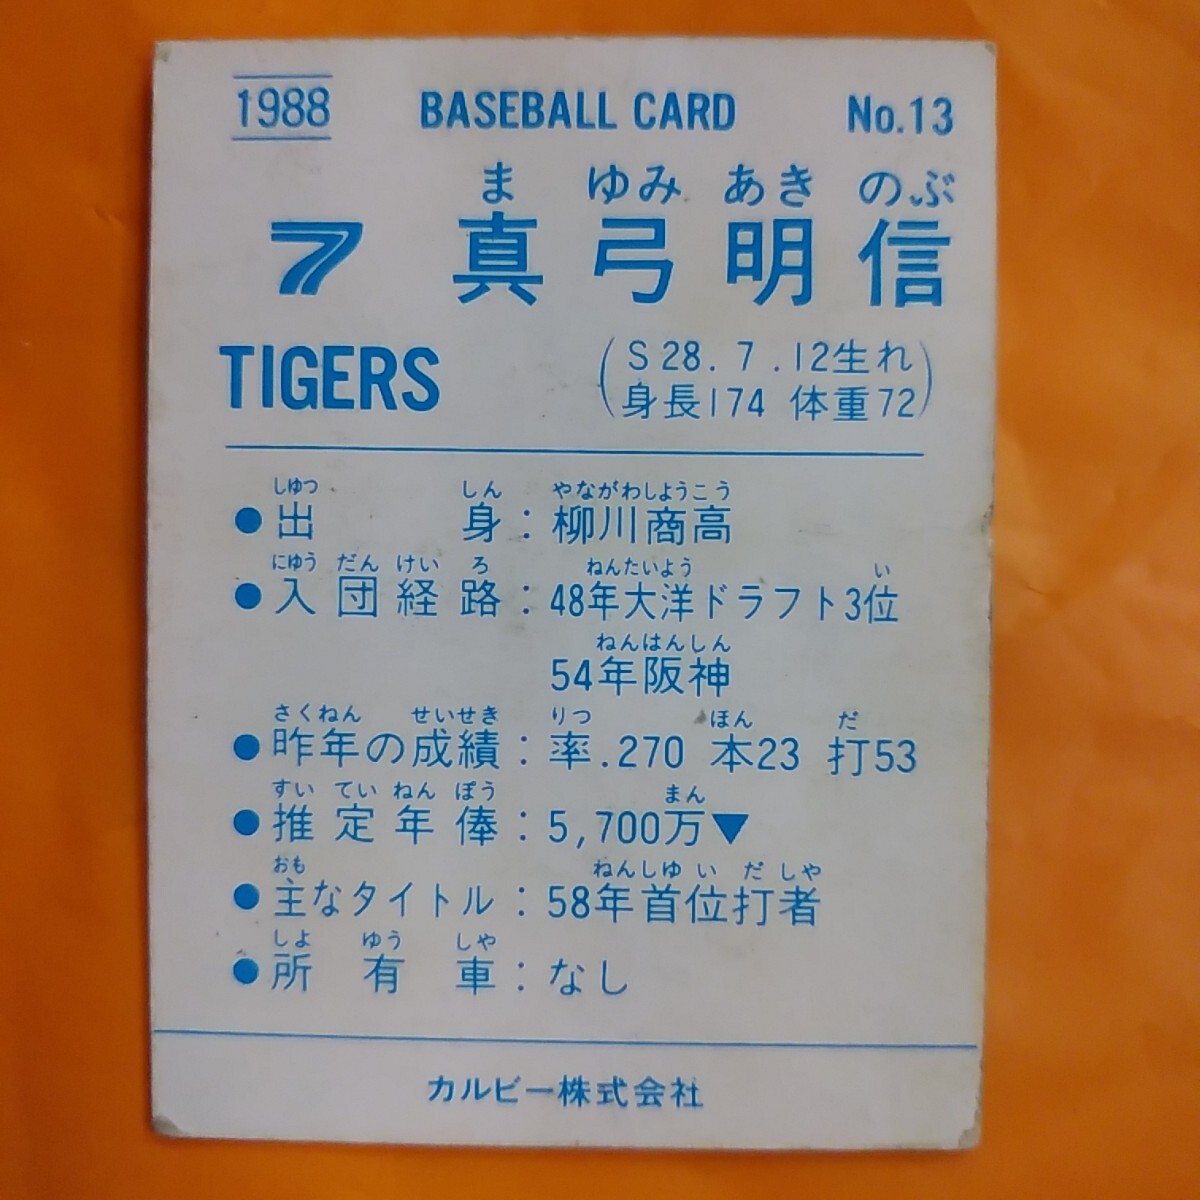 1988 BASEBALL CARD No.13
ま ゆみ あき のぶ
7 真弓明信
TIGERS
(S28.7.12生れ
身長174 体重72)
しゆつ しん やながわしようこう
●出身:柳川商高
にゆう だん けい ろ ねんたいよう い
●入団経路:48年大洋ドラフト3位
ねんはんしん
54年阪神
さくねん せいせき りつ ほん だ
●昨年の成績:率.270 本23 打53
すい てい ねん ぽう まん
●推定年俸:5,700万▼
おも ねんしゆ い だ しや
●主なタイトル:58年首位打者
しよ ゆう しや
●所有車:なし
カルビー株式会社